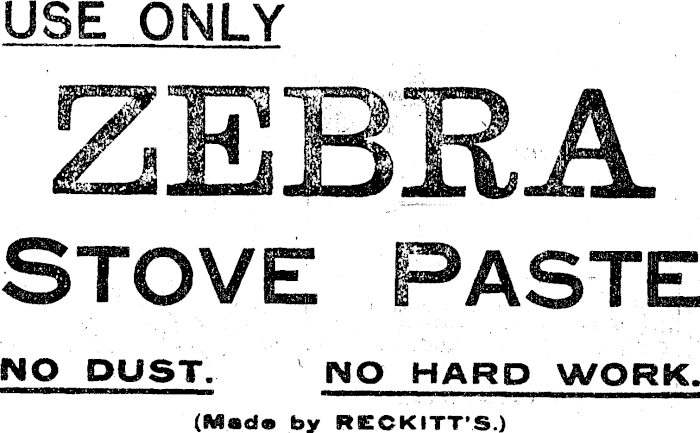 USE ONLY
ZEBRA
STOVE PASTE
NO DUST. NO HARD WORK.
(Made by RECKITT'S.)